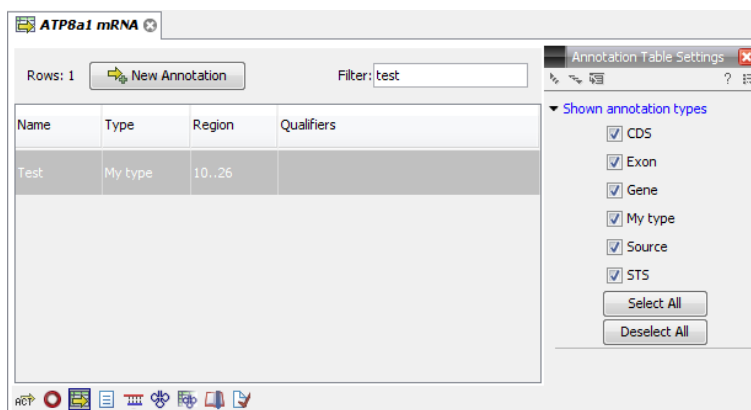 ATP8a1 mRNA
Rows: 1 New Annotation Filter: test
Name Type Region Qualifiers
Test My type 10..26
Annotation Table Settings
?
Shown annotation types
CDS
Exon
Gene
My type
Source
STS
Select All
Deselect All
ACT